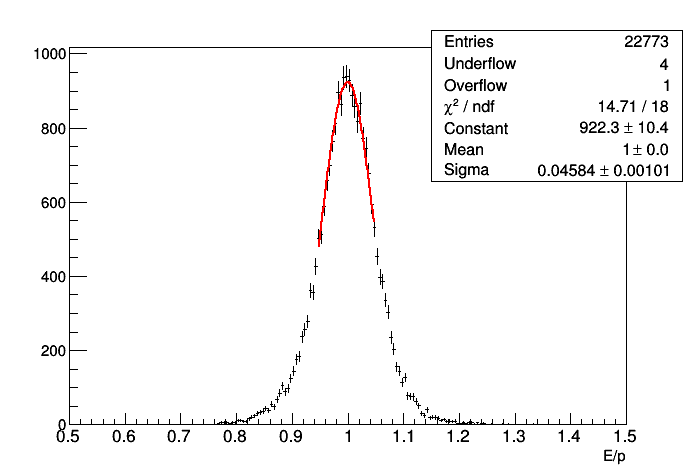 Entries 22773
Underflow 4
Overflow 1
χ² / ndf 14.71 / 18
Constant 922.3 ± 10.4
Mean 1 ± 0.0
Sigma 0.04584 ± 0.00101
1000
800
600
400
200
0
0.5 0.6 0.7 0.8 0.9 1 1.1 1.2 1.3 1.4 1.5
E/p